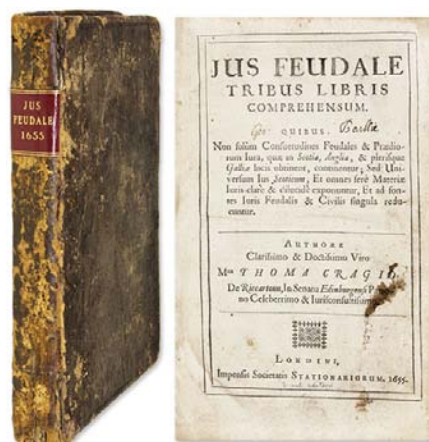 JUS
FEUDALE
1655
JUS FEUDALE
TRIBUS LIBRIS
COMPREHENSUM.
QUIBUS.
Non solùm Consuetudines Feudales & Prædio-
rum Iura, quæ in Scotia, Anglia, & plerisque
Galliæ locis obtinent, continentur; Sed Uni-
versum Ius Scoticum, Et omnes ferè Materiæ
Iuris clarè & dilucidè exponuntur, Et ad fon-
tes Iuris Feudalis & Civilis singula redu-
cuntur.
AUTHORE
Clarissimo & Doctissimo Viro
THOMA CRAGIO
De Riccartoun, In Senatu Edinburgensi
no Celeberrimo & Iurisconsultissimo
LONDINI,
Impensis Societatis STATIONARIORUM, 1655.